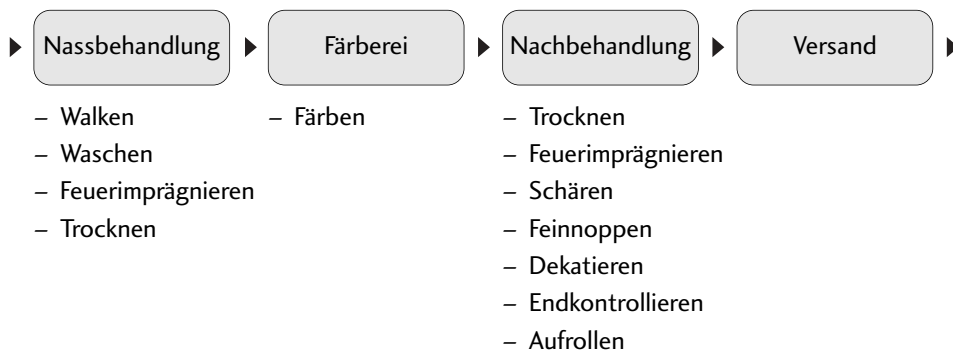 Nassbehandlung
– Walken
– Waschen
– Feuerimprägnieren
– Trocknen
Färberei
– Färben
Nachbehandlung
– Trocknen
– Feuerimprägnieren
– Schären
– Feinnoppen
– Dekatieren
– Endkontrollieren
– Aufrollen
Versand